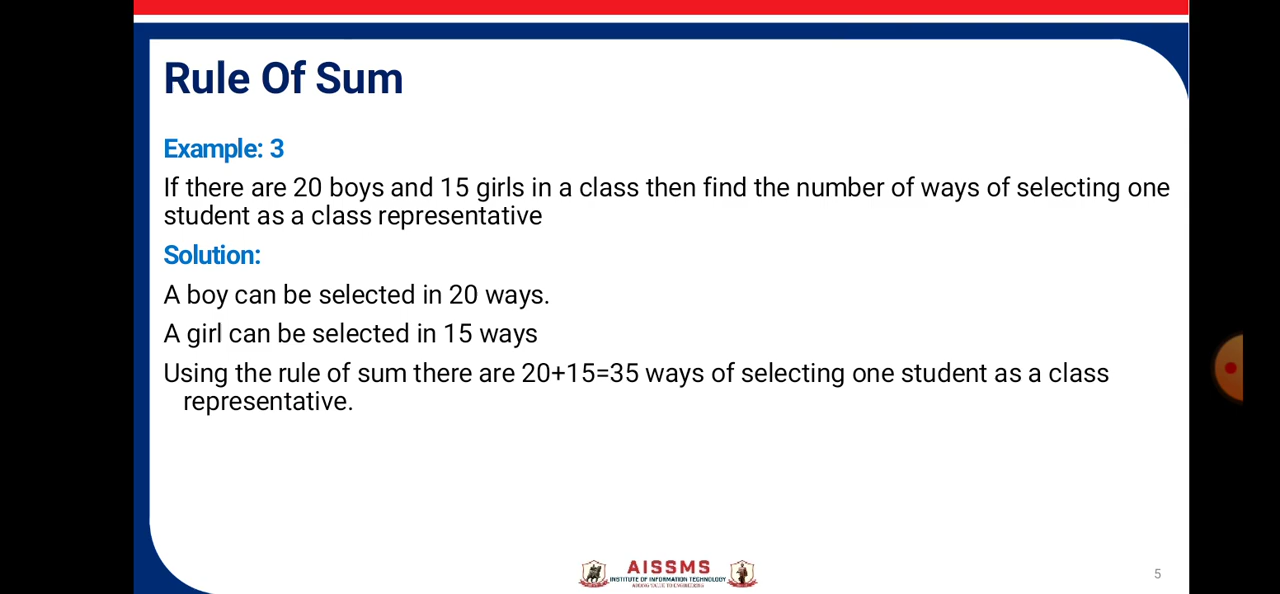 Rule Of Sum
Example: 3
If there are 20 boys and 15 girls in a class then find the number of ways of selecting one
student as a class representative
Solution:
A boy can be selected in 20 ways.
A girl can be selected in 15 ways
Using the rule of sum there are 20+15=35 ways of selecting one student as a class
representative.
AISSMS
INSTITUTE OF INFORMATION TECHNOLOGY
5